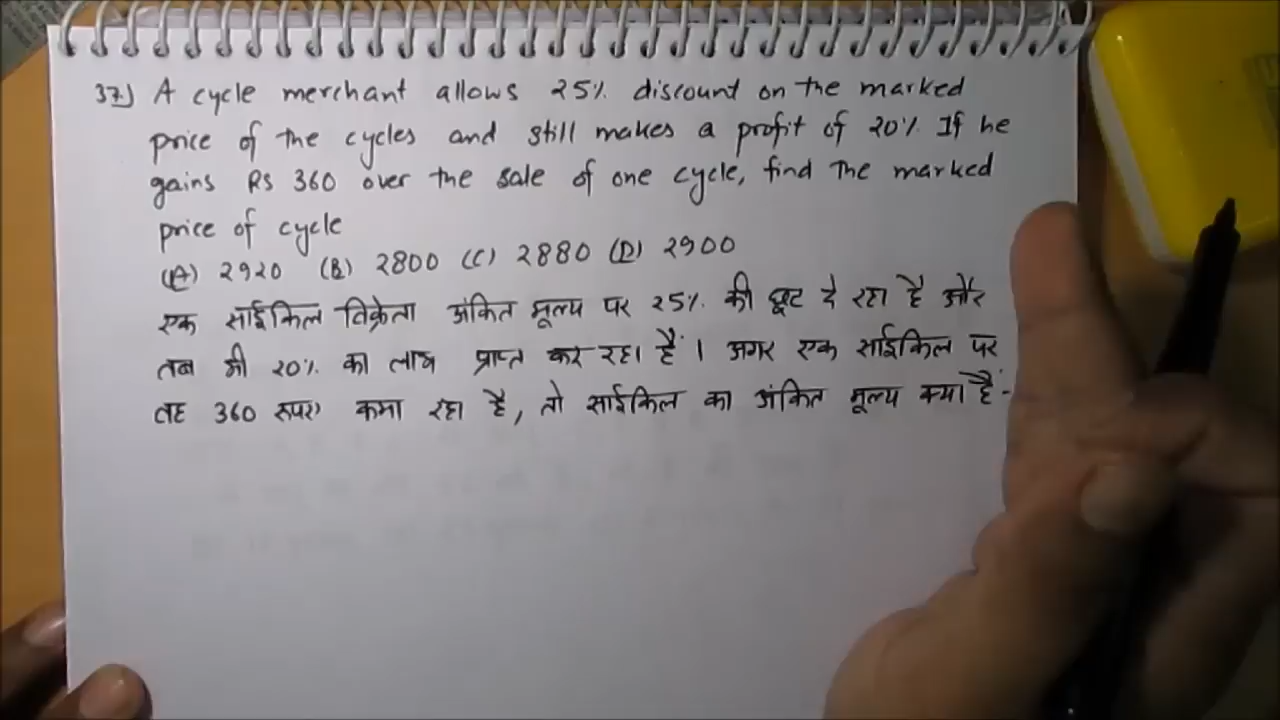 37) A cycle merchant allows 25% discount on the marked
price of the cycles and still makes a profit of 20%. If he
gains RS 360 over the sale of one cycle, find the marked
price of cycle
(A) 2920 (B) 2800 (C) 2880 (D) 2900
एक साईकिल विक्रेता अंकित मूल्य पर 25% की छूट दे रहा है और
तब भी 20% का लाभ प्राप्त कर रहा है । अगर एक साईकिल पर
वह 360 रूपए कमा रहा है, तो साईकिल का अंकित मूल्य क्या है -